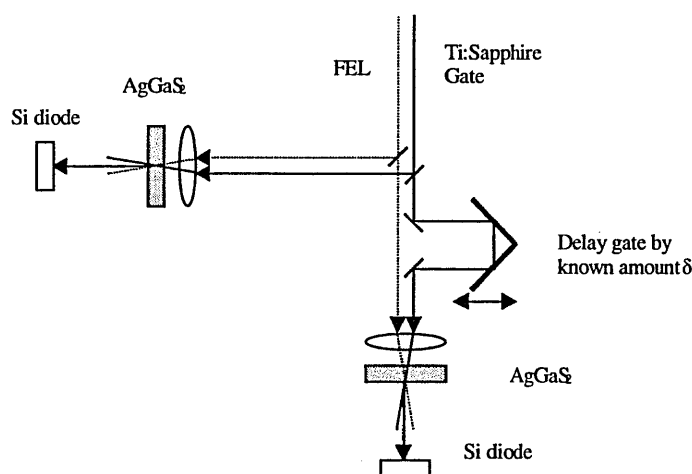 FEL
Ti:Sapphire
Gate
AgGaS2
Si diode
Delay gate by
known amount δ
AgGaS2
Si diode